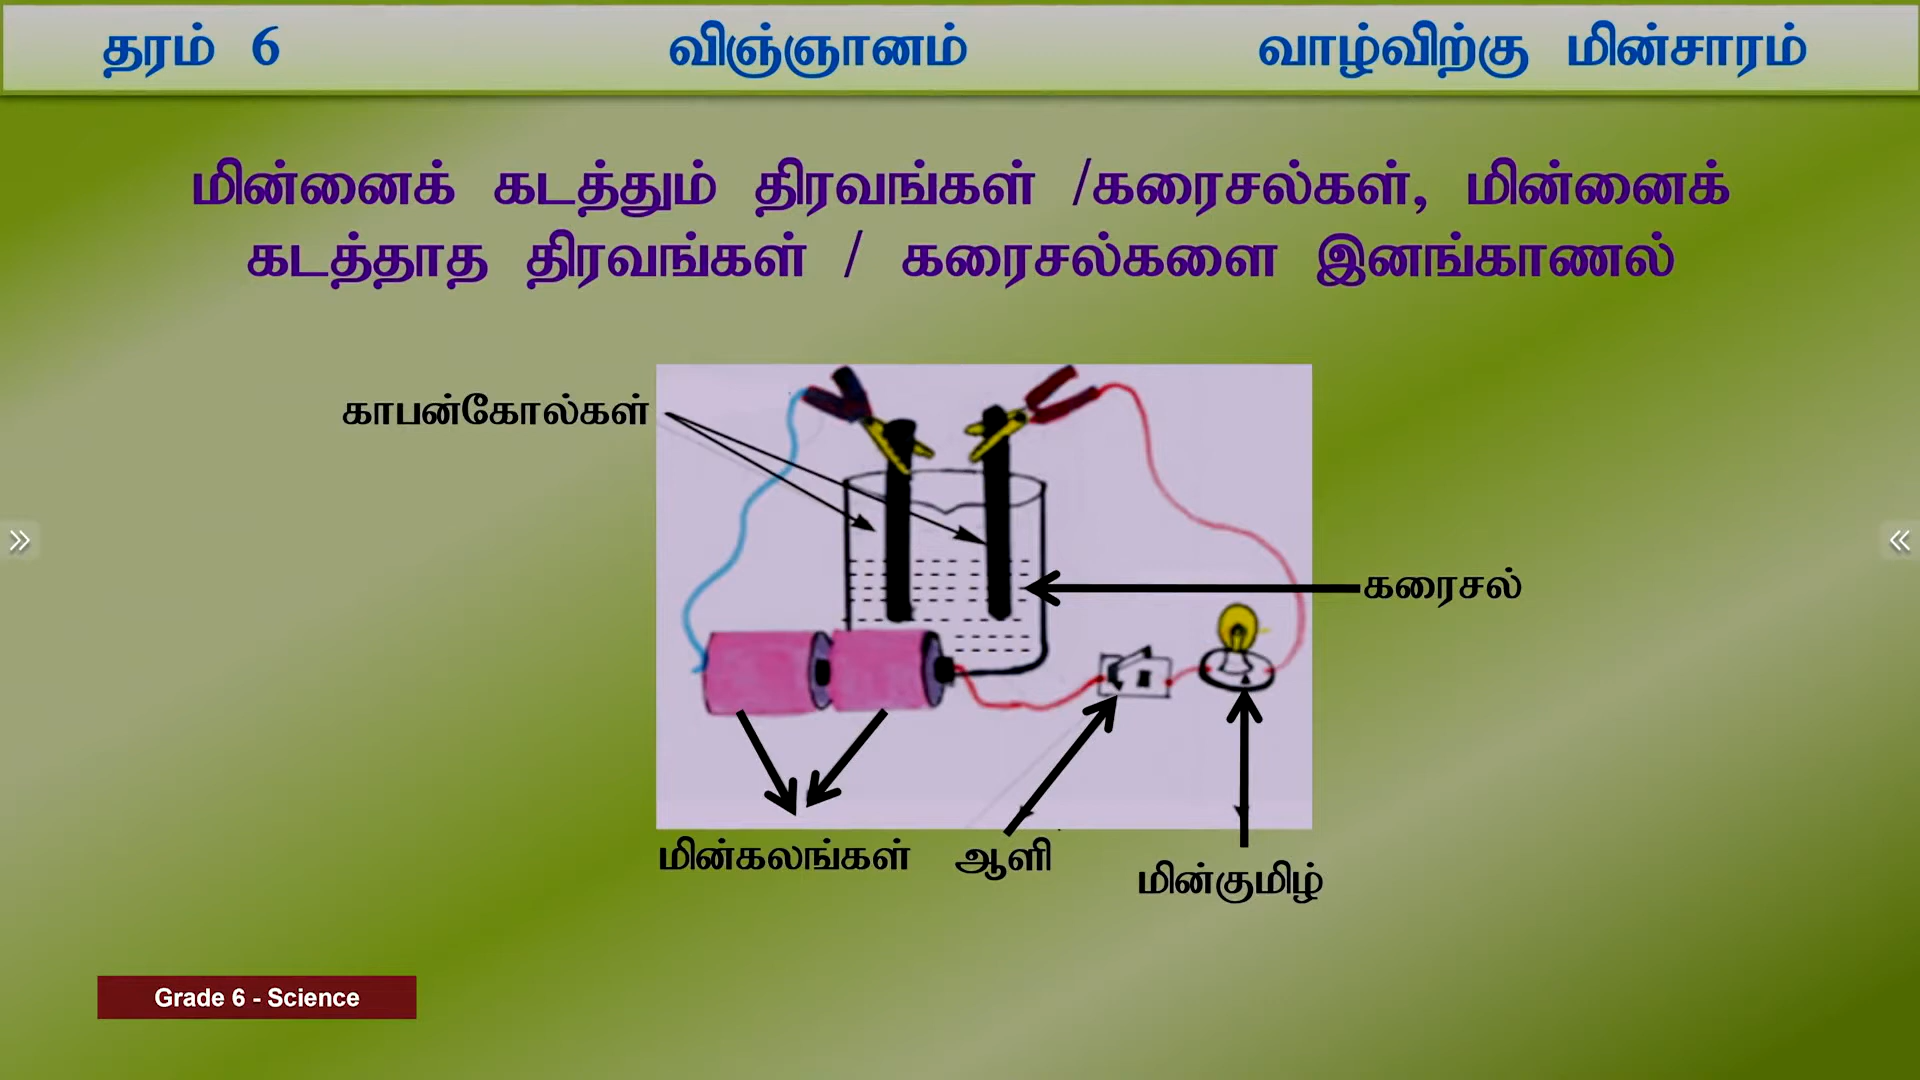 தரம் 6 விஞ்ஞானம் வாழ்விற்கு மின்சாரம்
மின்னைக் கடத்தும் திரவங்கள் /கரைசல்கள், மின்னைக்
கடத்தாத திரவங்கள் / கரைசல்களை இனங்காணல்
காபன்கோல்கள்
கரைசல்
மின்கலங்கள்
ஆளி
மின்குமிழ்
Grade 6 - Science